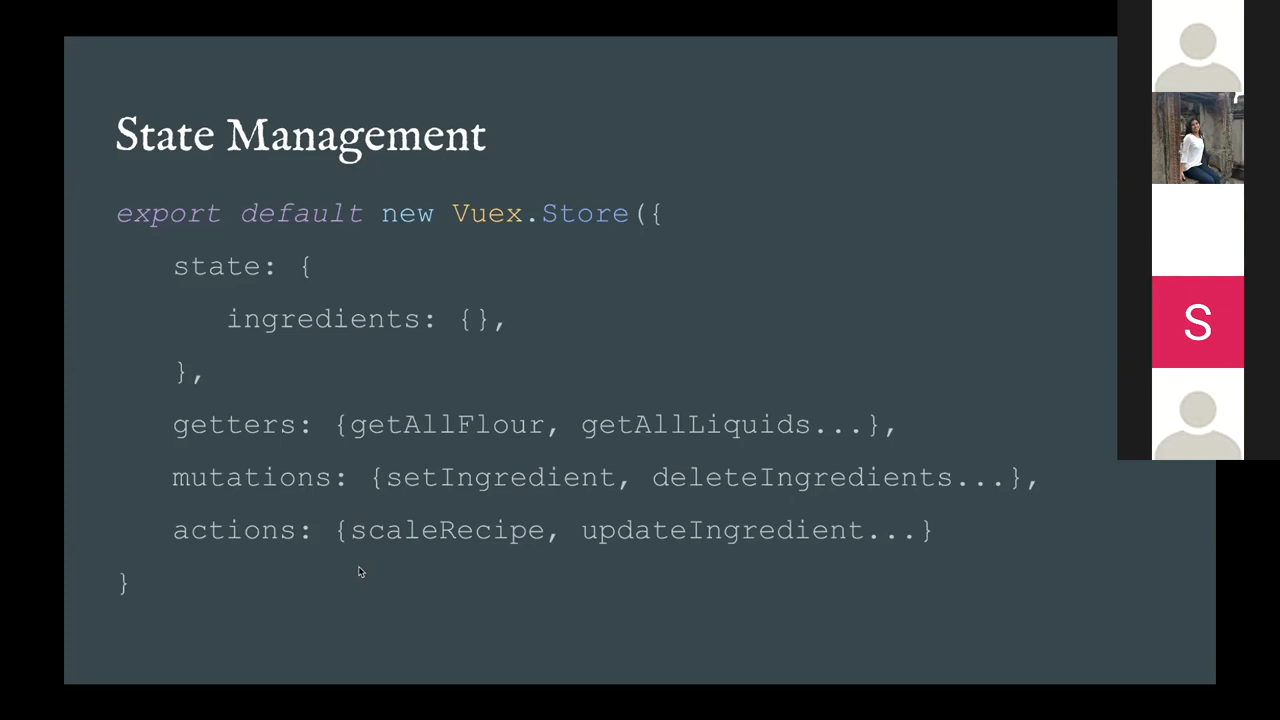 State Management
export default new Vuex.Store({
state: {
ingredients: {},
},
getters: {getAllFlour, getAllLiquids...},
mutations: {setIngredient, deleteIngredients...},
actions: {scaleRecipe, updateIngredient...}
}
S